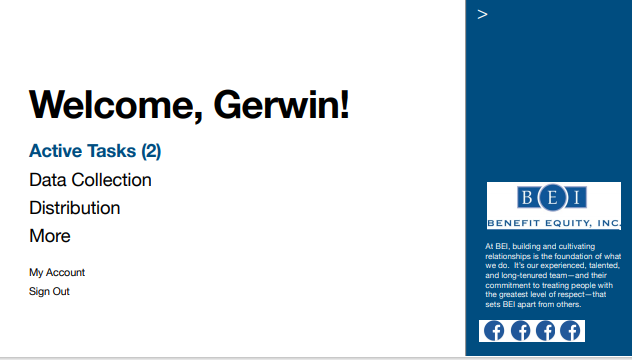 >
Welcome, Gerwin!
Active Tasks (2)
Data Collection
Distribution
More
My Account
Sign Out
BEI
BENEFIT EQUITY, INC.
At BEI, building and cultivating
relationships is the foundation of what
we do. It's our experienced, talented,
and long-tenured team—and their
commitment to treating people with
the greatest level of respect—that
sets BEI apart from others.